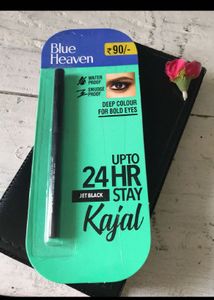 Blue
Heaven
₹90/-
WATER
PROOF
SMUDGE
PROOF
DEEP COLOUR
FOR BOLD EYES
UPTO
24 HR
JET BLACK
STAY
Kajal